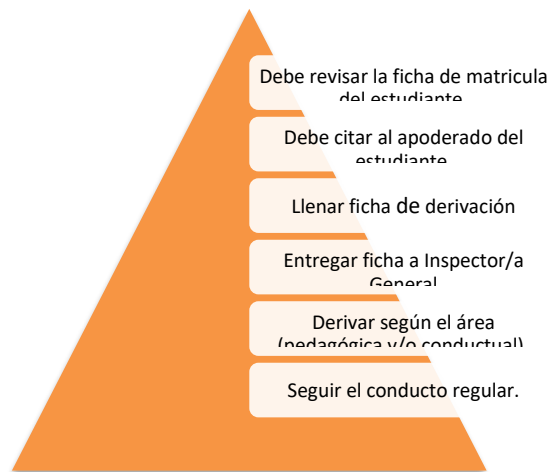 Debe revisar la ficha de matricula
del estudiante
Debe citar al apoderado del
estudiante
Llenar ficha de derivación
Entregar ficha a Inspector/a
General
Derivar según el área
(pedagógica y/o conductual)
Seguir el conducto regular.